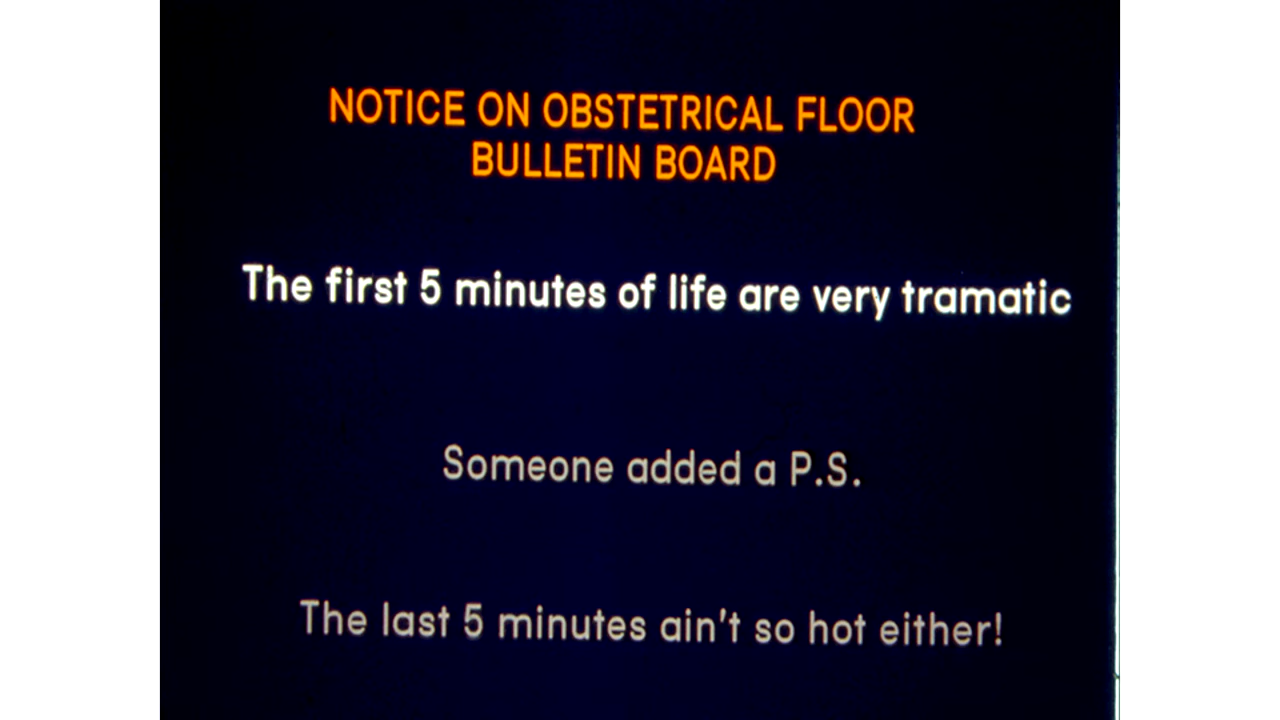 NOTICE ON OBSTETRICAL FLOOR
BULLETIN BOARD
The first 5 minutes of life are very tramatic
Someone added a P.S.
The last 5 minutes ain't so hot either!